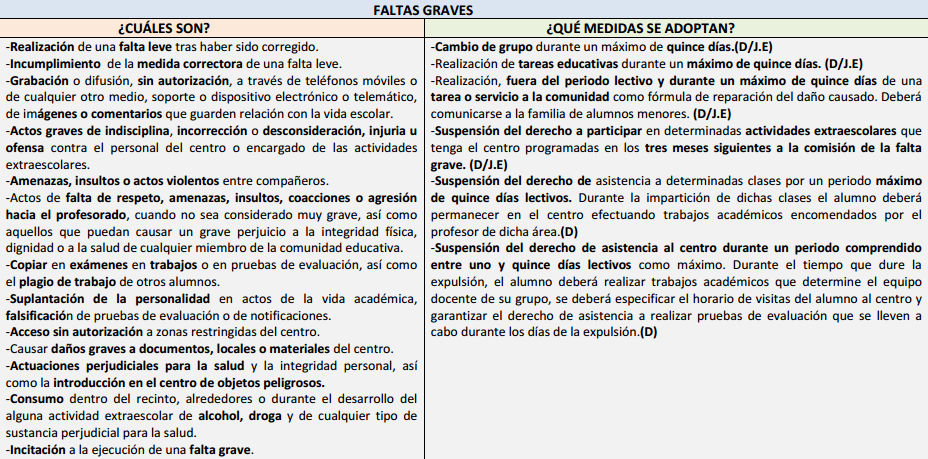 FALTAS GRAVES
¿CUÁLES SON?
-Realización de una falta leve tras haber sido corregido.
-Incumplimiento de la medida correctora de una falta leve.
-Grabación o difusión, sin autorización, a través de teléfonos móviles o
de cualquier otro medio, soporte o dispositivo electrónico o telemático,
de imágenes o comentarios que guarden relación con la vida escolar.
-Actos graves de indisciplina, incorrección o desconsideración, injuria u
ofensa contra el personal del centro o encargado de las actividades
extraescolares.
-Amenazas, insultos o actos violentos entre compañeros.
-Actos de falta de respeto, amenazas, insultos, coacciones o agresión
hacia el profesorado, cuando no sea considerado muy grave, así como
aquellos que puedan causar un grave perjuicio a la integridad física,
dignidad o a la salud de cualquier miembro de la comunidad educativa.
-Copiar en exámenes en trabajos o en pruebas de evaluación, así como
el plagio de trabajo de otros alumnos.
-Suplantación de la personalidad en actos de la vida académica,
falsificación de pruebas de evaluación o de notificaciones.
-Acceso sin autorización a zonas restringidas del centro.
-Causar daños graves a documentos, locales o materiales del centro.
-Actuaciones perjudiciales para la salud y la integridad personal, así
como la introducción en el centro de objetos peligrosos.
-Consumo dentro del recinto, alrededores o durante el desarrollo del
alguna actividad extraescolar de alcohol, droga y de cualquier tipo de
sustancia perjudicial para la salud.
-Incitación a la ejecución de una falta grave.
¿QUÉ MEDIDAS SE ADOPTAN?
-Cambio de grupo durante un máximo de quince días.(D/J.E)
-Realización de tareas educativas durante un máximo de quince días. (D/J.E)
-Realización, fuera del periodo lectivo y durante un máximo de quince días de una
tarea o servicio a la comunidad como fórmula de reparación del daño causado. Deberá
comunicarse a la familia de alumnos menores. (D/J.E)
-Suspensión del derecho a participar en determinadas actividades extraescolares que
tenga el centro programadas en los tres meses siguientes a la comisión de la falta
grave. (D/J.E)
-Suspensión del derecho de asistencia a determinadas clases por un periodo máximo
de quince días lectivos. Durante la impartición de dichas clases el alumno deberá
permanecer en el centro efectuando trabajos académicos encomendados por el
profesor de dicha área.(D)
-Suspensión del derecho de asistencia al centro durante un periodo comprendido
entre uno y quince días lectivos como máximo. Durante el tiempo que dure la
expulsión, el alumno deberá realizar trabajos académicos que determine el equipo
docente de su grupo, se deberá especificar el horario de visitas del alumno al centro y
garantizar el derecho de asistencia a realizar pruebas de evaluación que se lleven a
cabo durante los días de la expulsión.(D)